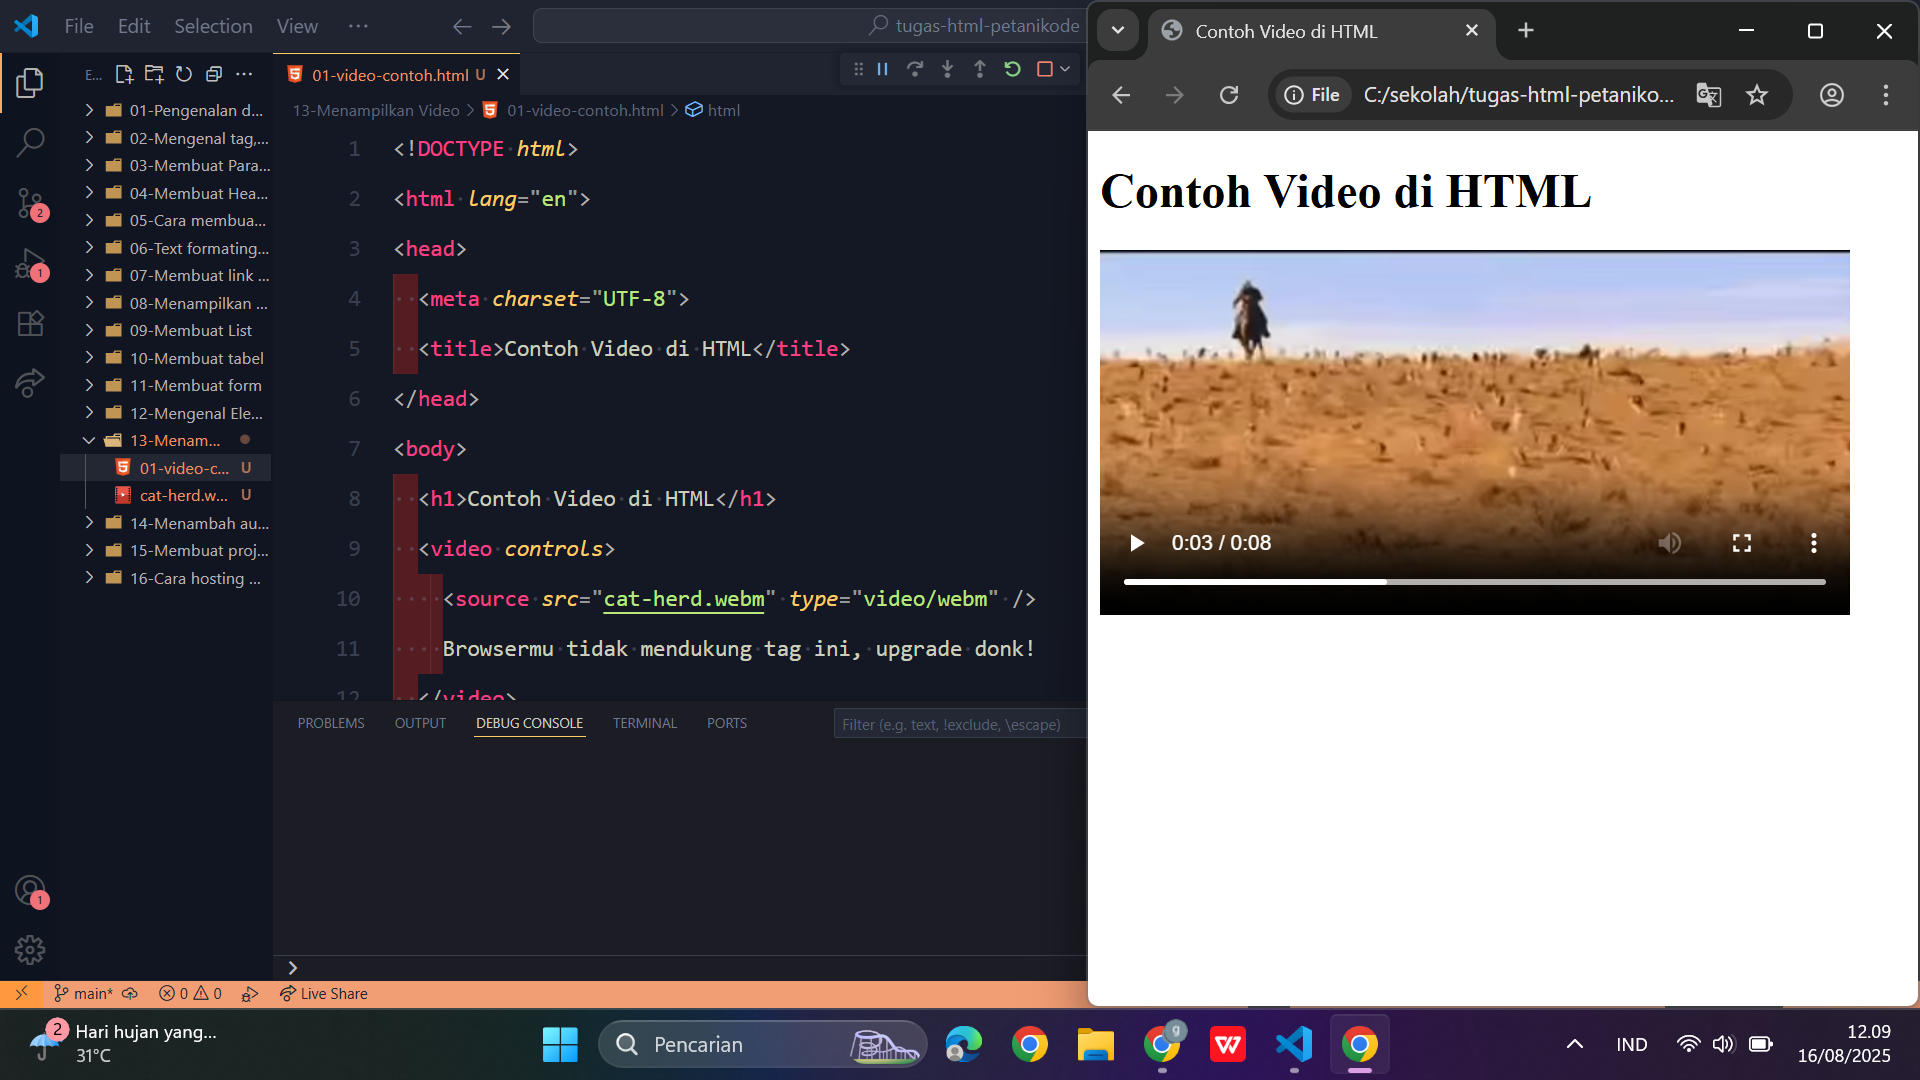 File Edit Selection View ···
tugas-html-petanikode
E...
01-Pengenalan d...
02-Mengenal tag,...
03-Membuat Para...
04-Membuat Hea...
05-Cara membua...
06-Text formating...
07-Membuat link ...
08-Menampilkan ...
09-Membuat List
10-Membuat tabel
11-Membuat form
12-Mengenal Ele...
13-Menam...
01-video-c... U
cat-herd.w... U
14-Menambah au...
15-Membuat proj...
16-Cara hosting ...
2
1
1
01-video-contoh.html U
13-Menampilkan Video > 01-video-contoh.html > html
1 <!DOCTYPE html>
2 <html lang="en">
3 <head>
4 <meta charset="UTF-8">
5 <title>Contoh Video di HTML</title>
6 </head>
7 <body>
8 <h1>Contoh Video di HTML</h1>
9 <video controls>
10 <source src="cat-herd.webm" type="video/webm" />
11 Browsermu tidak mendukung tag ini, upgrade donk!
12 </video>
PROBLEMS OUTPUT DEBUG CONSOLE TERMINAL PORTS
Filter (e.g. text, !exclude, \escape)
main* 0 0 Live Share
Contoh Video di HTML
File C:/sekolah/tugas-html-petaniko...
Contoh Video di HTML
0:03 / 0:08
2
Hari hujan yang...
31°C
Pencarian
g
W
IND
12.09
16/08/2025